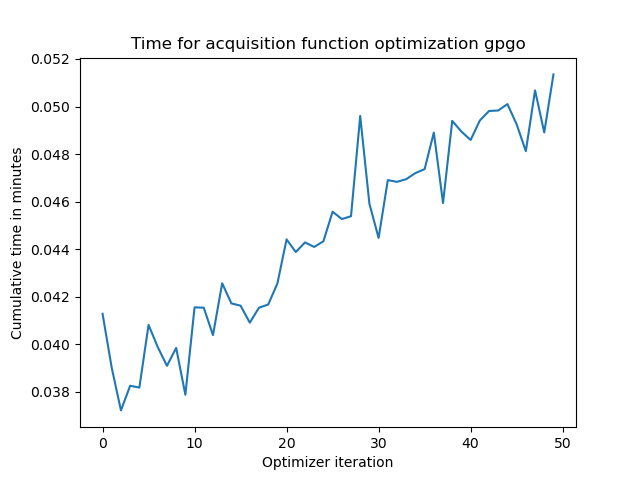 Time for acquisition function optimization gpgo
0.052
0.050
0.048
0.046
0.044
0.042
0.040
0.038
Cumulative time in minutes
0 10 20 30 40 50
Optimizer iteration